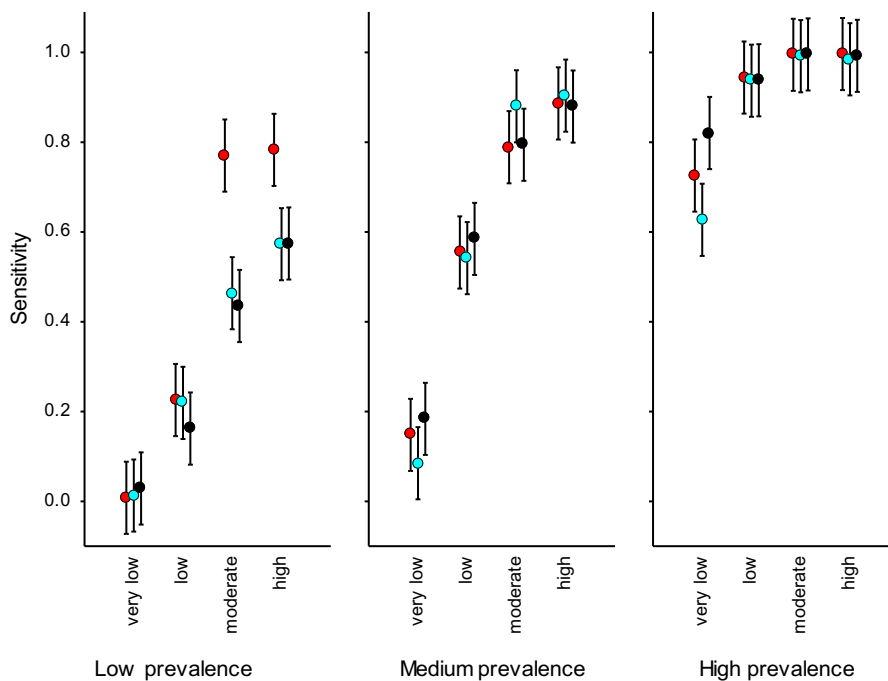 Sensitivity
1.0
0.8
0.6
0.4
0.2
0.0
very low
low
moderate
high
very low
low
moderate
high
very low
low
moderate
high
Low prevalence
Medium prevalence
High prevalence